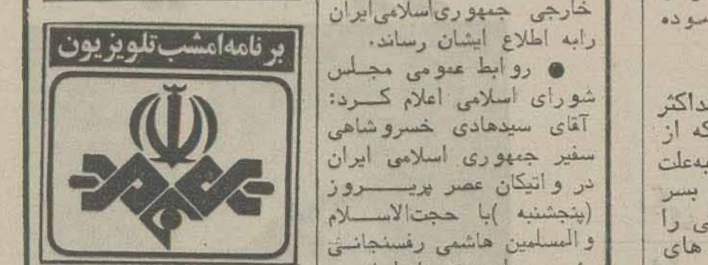 سوده
داکثر
که از
به‌علت
بسر
ی را
های
خارجی جمهوری‌اسلامی‌ایران
رابه اطلاع ایشان رساند.
● روابط عمومی مجلس
شورای اسلامی اعلام کرد:
آقای سیدهادی خسروشاهی
سفیر جمهوری اسلامی ایران
در واتیکان عصر پریروز
(پنجشنبه )با حجت‌الاسلام
والمسلمین هاشمی رفسنجانی
برنامه‌امشب‌تلویزیون